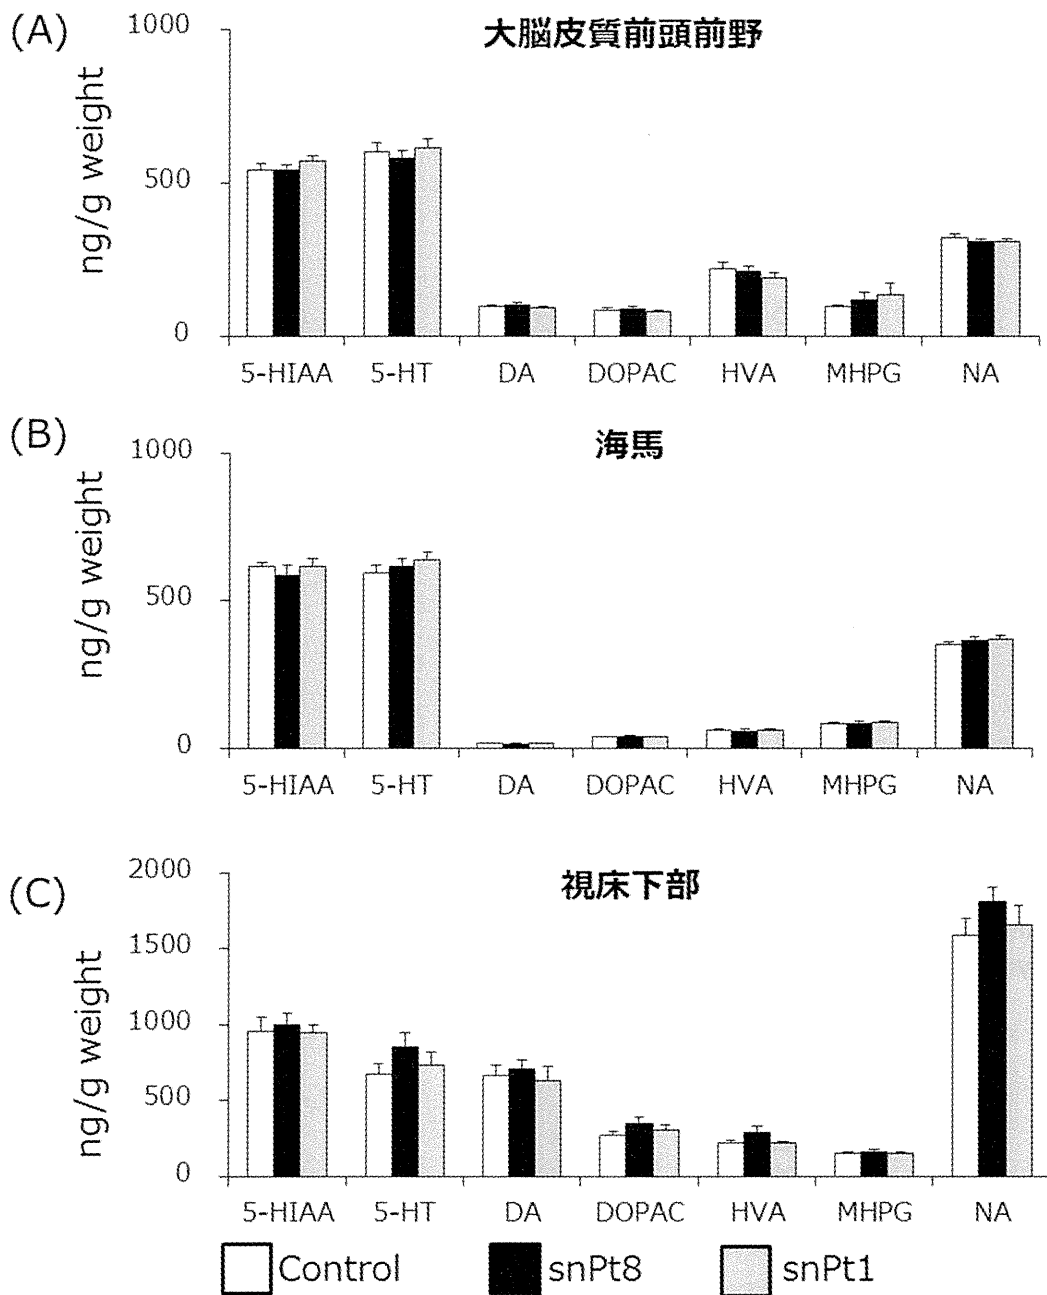 (A)
大脳皮質前頭前野
1000
500
0
ng/g weight
5-HIAA 5-HT DA DOPAC HVA MHPG NA
(B)
海馬
1000
500
0
ng/g weight
5-HIAA 5-HT DA DOPAC HVA MHPG NA
(C)
視床下部
2000
1500
1000
500
0
ng/g weight
5-HIAA 5-HT DA DOPAC HVA MHPG NA
Control snPt8 snPt1